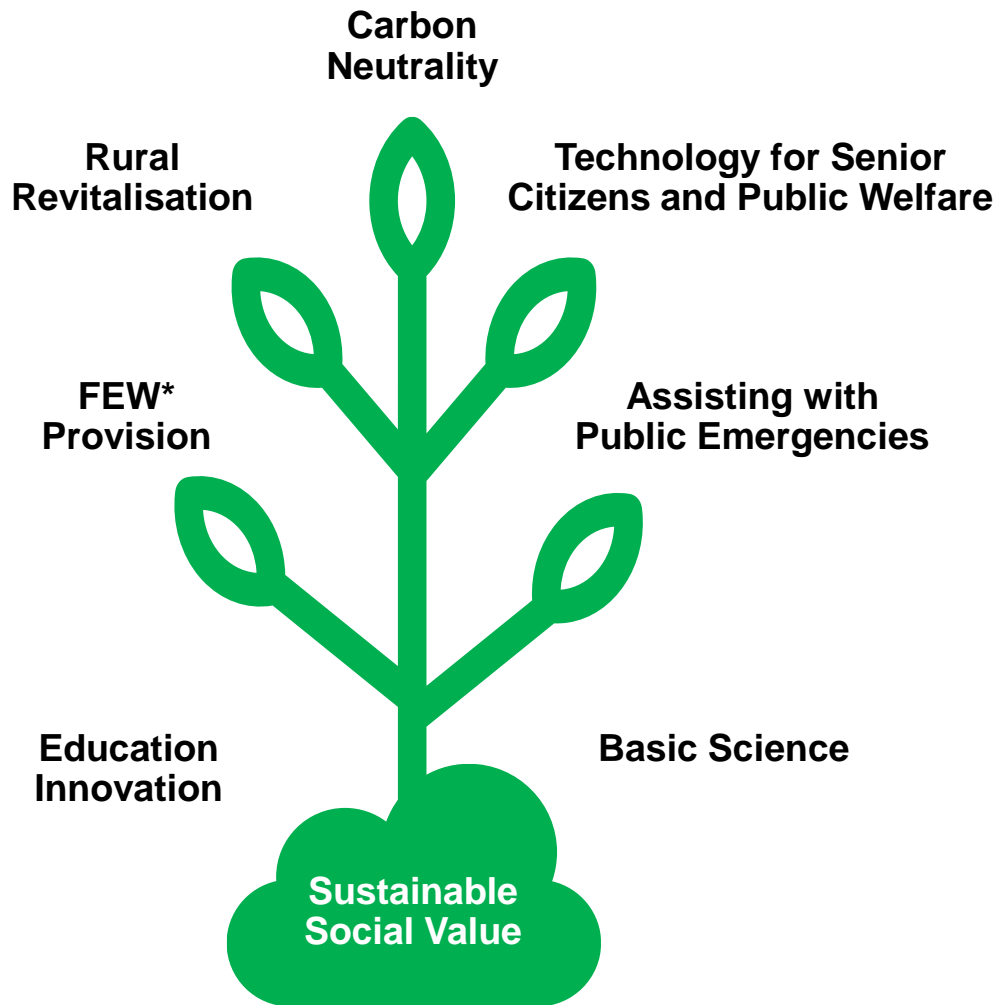 Carbon
Neutrality
Rural
Revitalisation
Technology for Senior
Citizens and Public Welfare
FEW*
Provision
Assisting with
Public Emergencies
Education
Innovation
Basic Science
Sustainable
Social Value